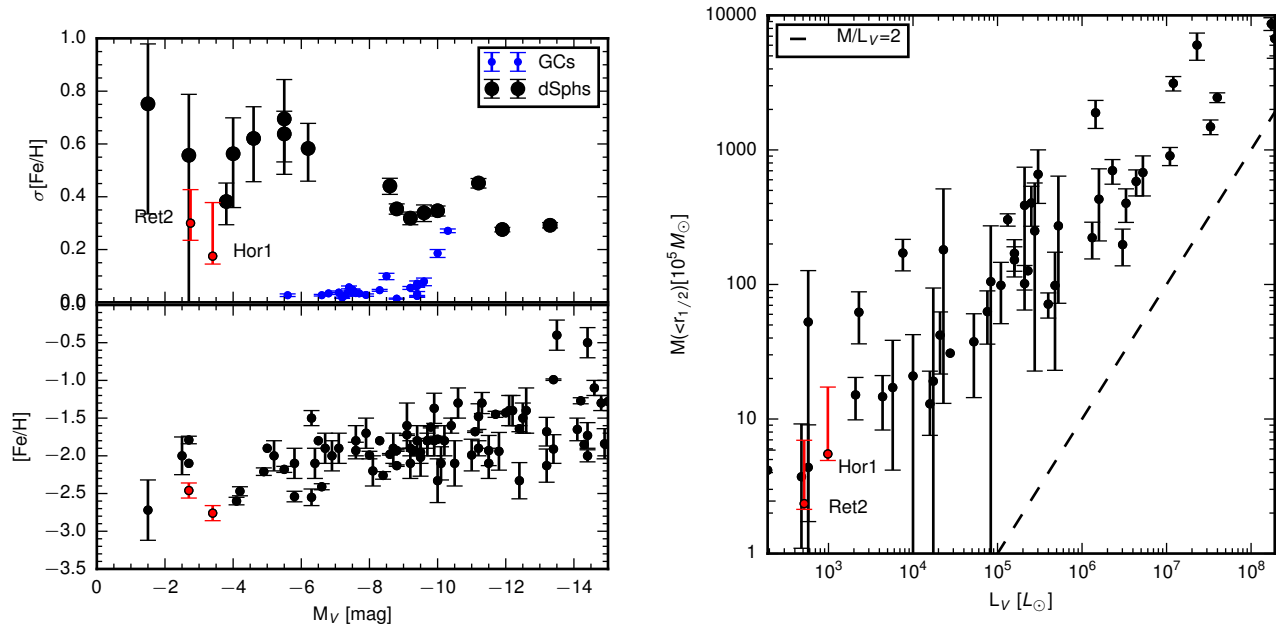 1.0
0.8
0.6
0.4
0.2
0.0
σ[Fe/H]
GCs
dSphs
Ret2
Hor1
0.0
−0.5
−1.0
−1.5
−2.0
−2.5
−3.0
−3.5
[Fe/H]
0 −2 −4 −6 −8 −10 −12 −14
M_V [mag]
10000
1000
100
10
1
M(<r_{1/2})[10^5 M_⊙]
M/L_V=2
Hor1
Ret2
10^3 10^4 10^5 10^6 10^7 10^8
L_V [L_⊙]